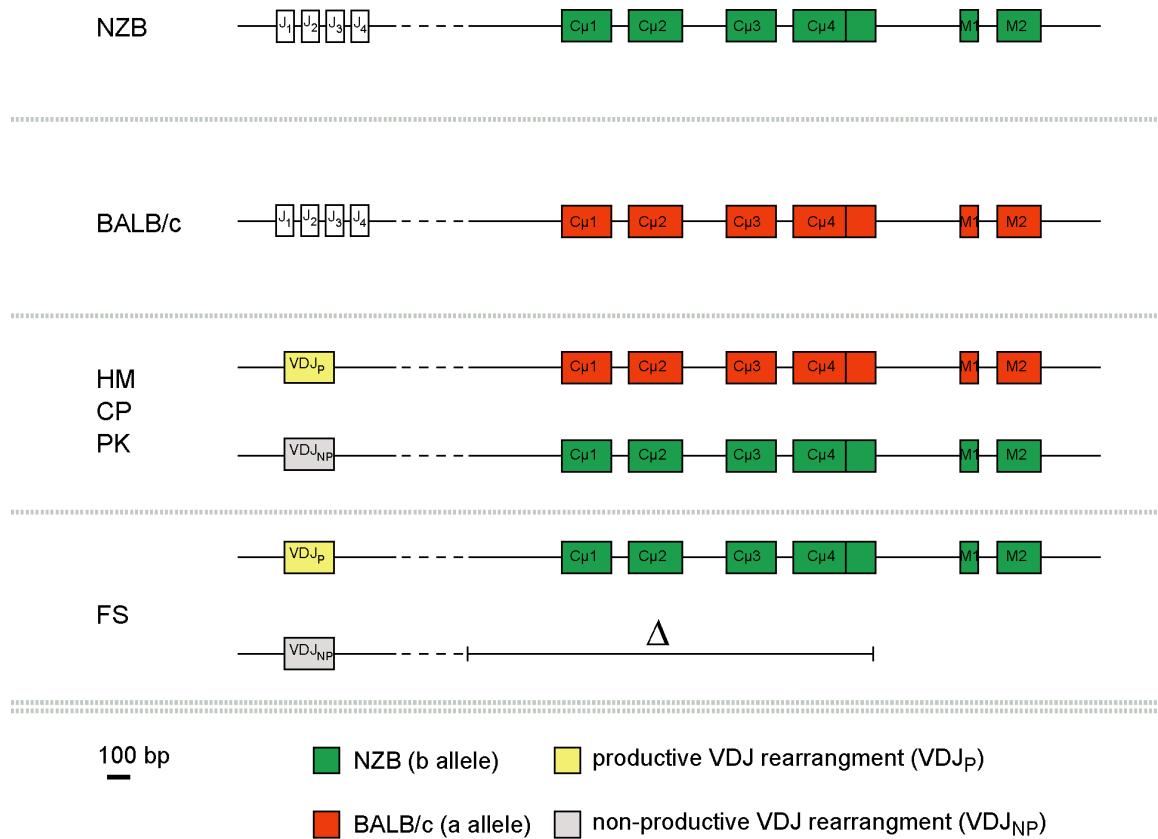 NZB J1 J2 J3 J4 Cµ1 Cµ2 Cµ3 Cµ4 M1 M2
BALB/c J1 J2 J3 J4 Cµ1 Cµ2 Cµ3 Cµ4 M1 M2
VDJP Cµ1 Cµ2 Cµ3 Cµ4 M1 M2
HM
CP
PK
VDJNP Cµ1 Cµ2 Cµ3 Cµ4 M1 M2
VDJP Cµ1 Cµ2 Cµ3 Cµ4 M1 M2
FS
Δ
VDJNP
100 bp
NZB (b allele)
productive VDJ rearrangment (VDJP)
BALB/c (a allele)
non-productive VDJ rearrangment (VDJNP)